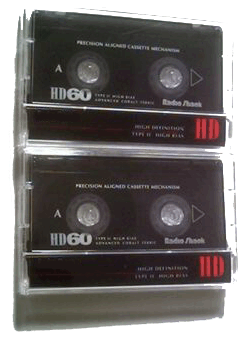 PRECISION ALIGNED CASSETTE MECHANISM
A
HD60 TYPE II HIGH BIAS
ADVANCED COBALT FERRIC Radio Shack
HIGH DEFINITION
TYPE II HIGH BIAS
HD
PRECISION ALIGNED CASSETTE MECHANISM
A
HD60 TYPE II HIGH BIAS
ADVANCED COBALT FERRIC Radio Shack
HIGH DEFINITION
TYPE II HIGH BIAS
HD